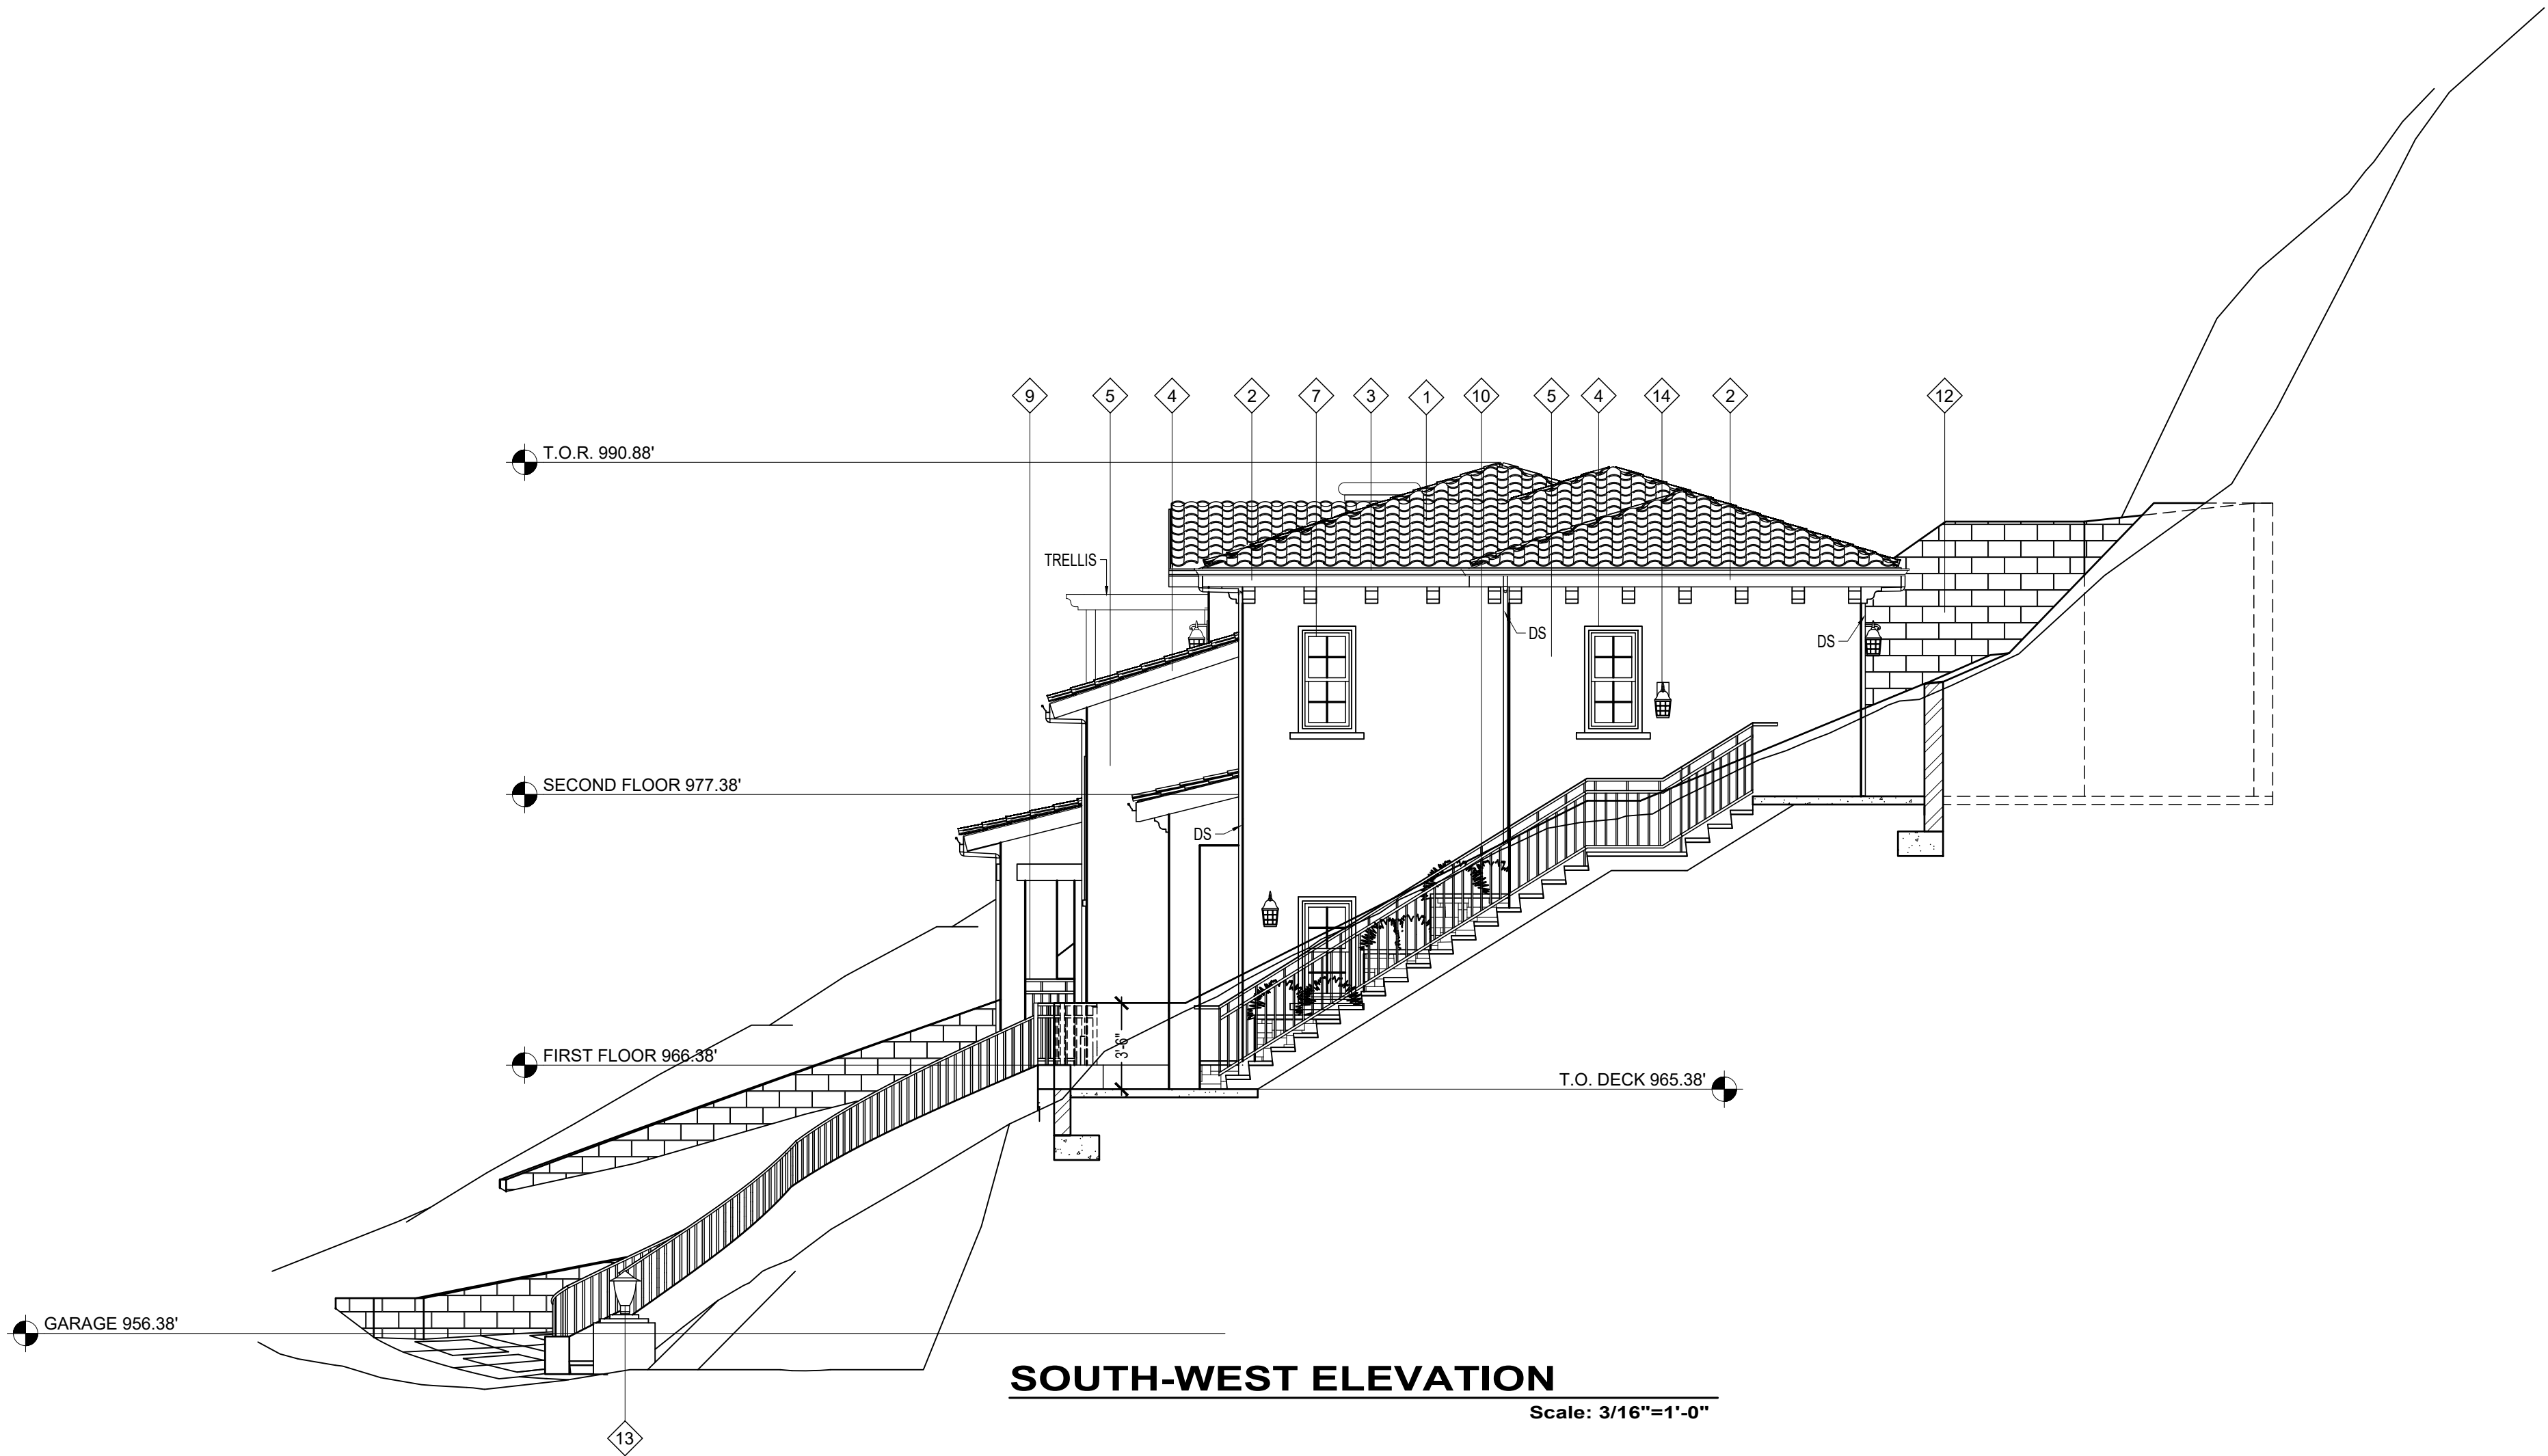 9 5 4 2 7 3 1 10 5 4 14 2 12
T.O.R. 990.88'
TRELLIS
DS
DS
SECOND FLOOR 977.38'
DS
3'-6"
FIRST FLOOR 966.38'
T.O. DECK 965.38'
GARAGE 956.38'
SOUTH-WEST ELEVATION
Scale: 3/16"=1'-0"
13